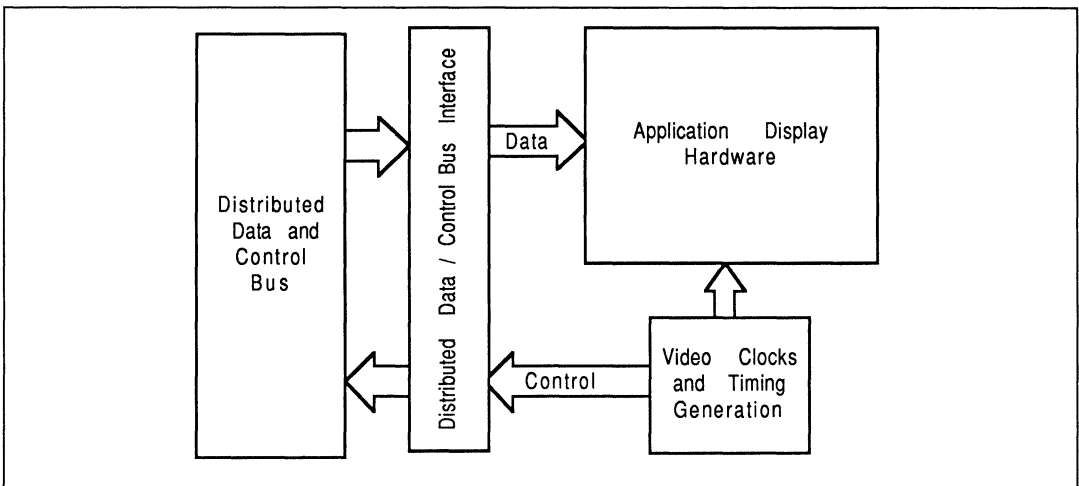 Distributed
Data and
Control
Bus
Distributed Data / Control Bus Interface
Data
Application Display
Hardware
Control
Video Clocks
and Timing
Generation